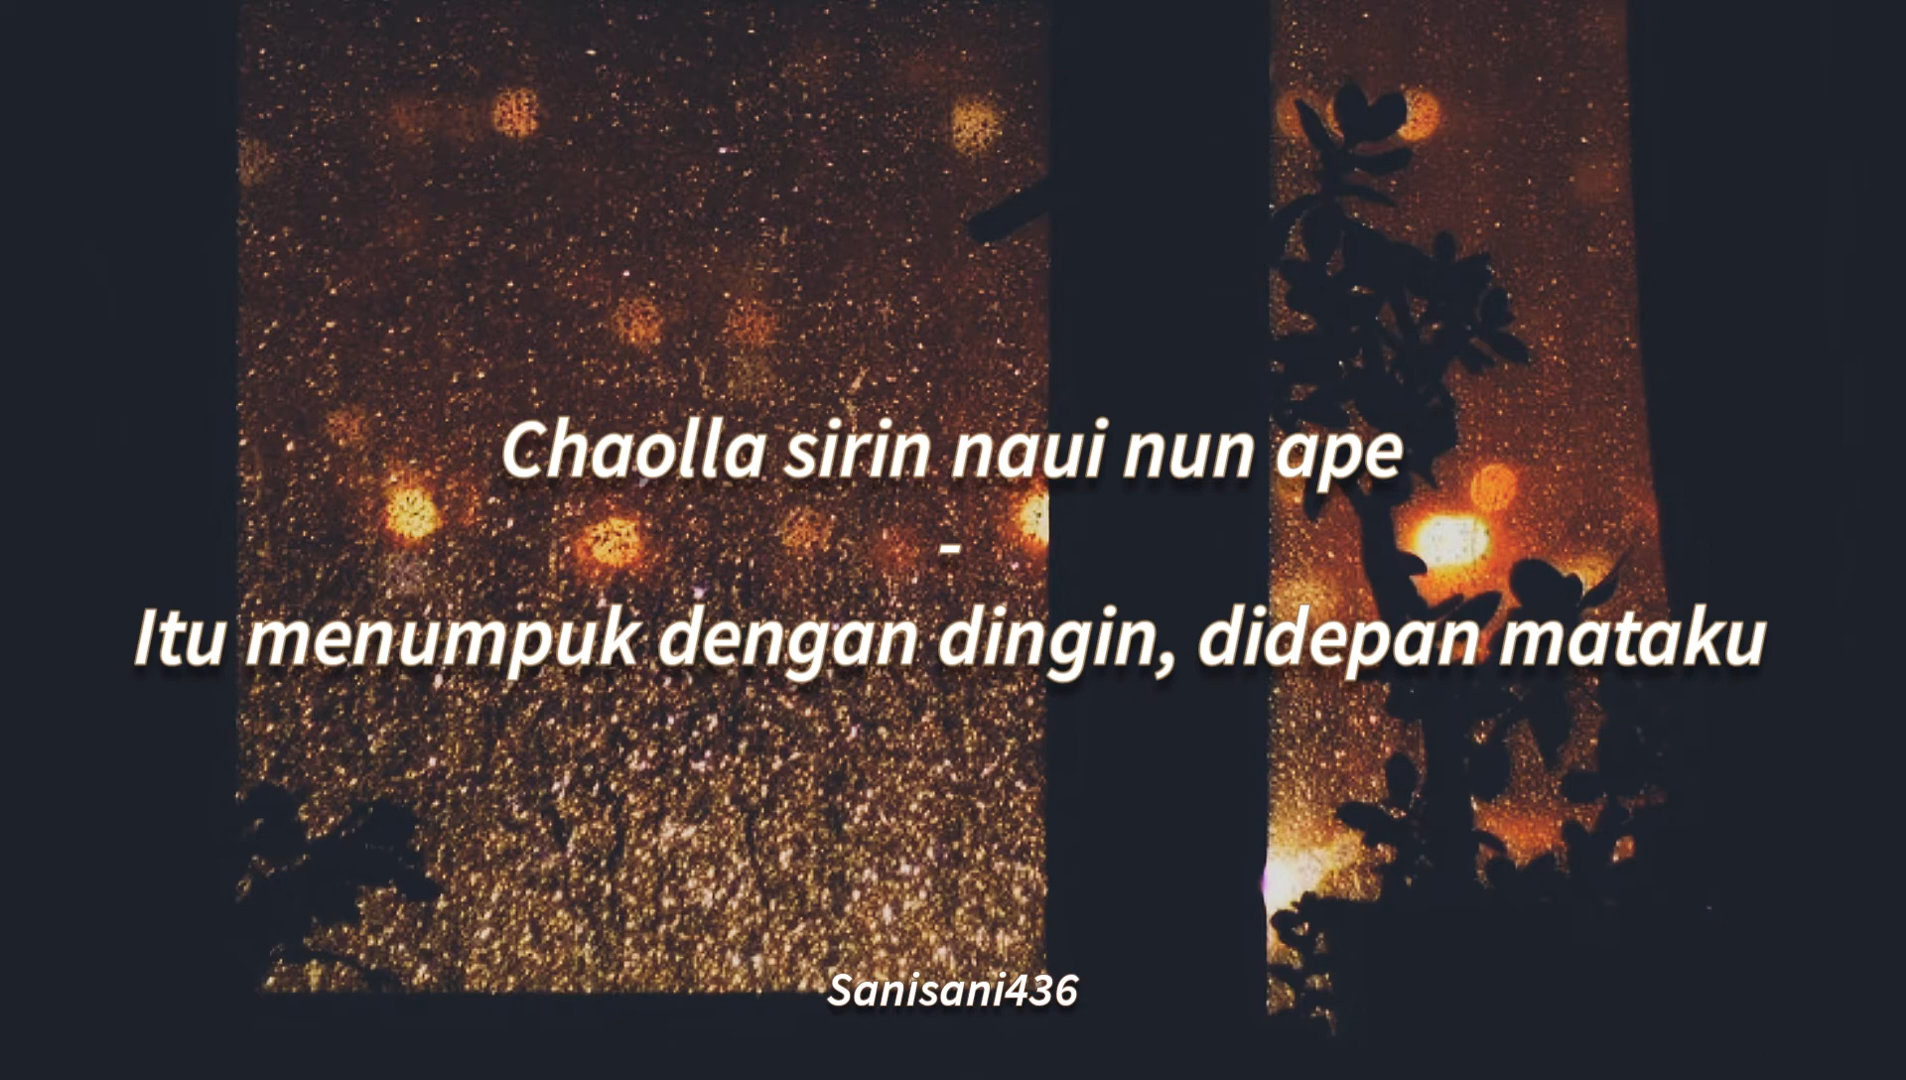 Chaolla sirin naui nun ape
-
Itu menumpuk dengan dingin, didepan mataku
Sanisani436